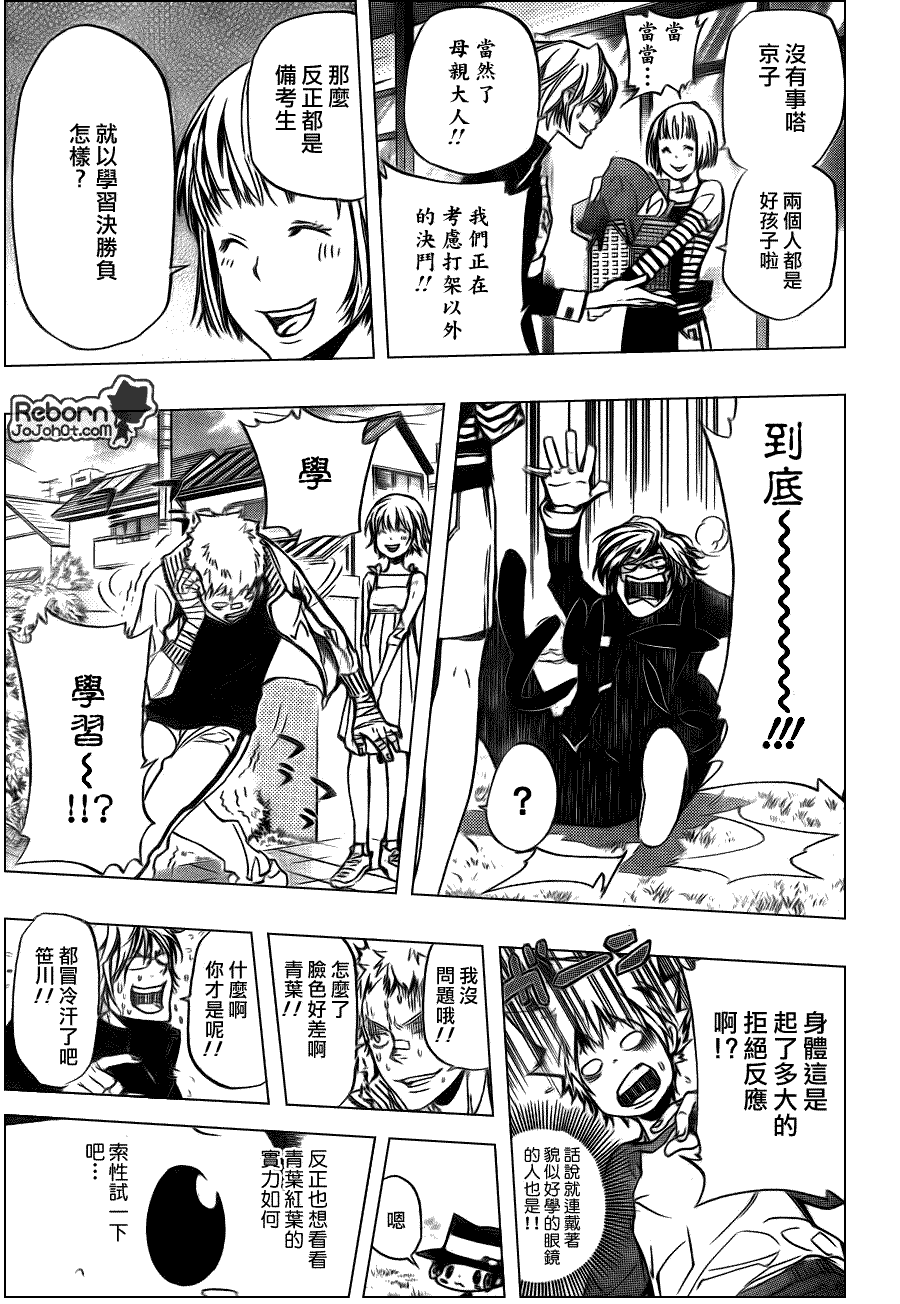 沒有事嗒
京子
兩個人都是
好孩子啦
當
當
當…
當然了
母親大人!!
我們正在
考慮打架以外
的決鬥!!
那麼
反正都是
備考生
就以學習決勝負
怎樣?
Reborn
JoJoHOt.com
到底～～～!!!
?
學
學習～!!?
身體這是
起了多大的
拒絕反應
啊!?
話說就連戴著
貌似好學的眼鏡
的人也是!!
我沒
問題哦!!
怎麼了
臉色好差啊
青葉!!
什麼啊
你才是呢!!
都冒冷汗了吧
笹川!!
嗯
反正也想看看
青葉紅葉的
實力如何
索性試一下
吧…